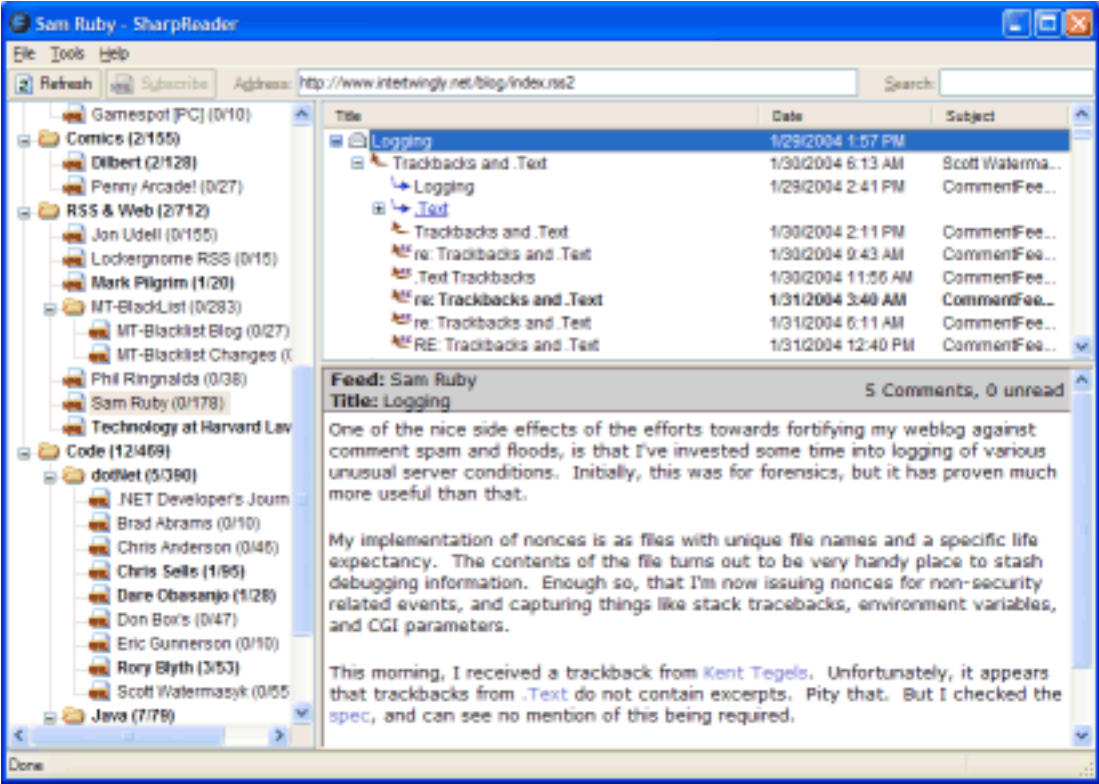 Sam Ruby - SharpReader
File Tools Help
Refresh Subscribe Address: http://www.intertwingly.net/blog/index.rss2 Search:
Gamespot [PC] (0/10)
Comics (2/155)
Dilbert (2/128)
Penny Arcade! (0/27)
RSS & Web (2/712)
Jon Udell (0/155)
Lockergnome RSS (0/15)
Mark Pilgrim (1/20)
MT-BlackList (0/283)
MT-Blacklist Blog (0/27)
MT-Blacklist Changes (0
Phil Ringnalda (0/38)
Sam Ruby (0/178)
Technology at Harvard Law
Code (12/469)
dotNet (5/390)
.NET Developer's Journ
Brad Abrams (0/10)
Chris Anderson (0/46)
Chris Sells (1/95)
Dare Obasanjo (1/28)
Don Box's (0/47)
Eric Gunnerson (0/10)
Rory Blyth (3/53)
Scott Watermasyk (0/55
Java (7/79)
Title Date Subject
Logging 1/29/2004 1:57 PM
Trackbacks and .Text 1/30/2004 6:13 AM Scott Waterma...
Logging 1/29/2004 2:41 PM CommentFee...
.Text
Trackbacks and .Text 1/30/2004 2:11 PM CommentFee...
re: Trackbacks and .Text 1/30/2004 9:43 AM CommentFee...
.Text Trackbacks 1/30/2004 11:56 AM CommentFee...
re: Trackbacks and .Text 1/31/2004 3:40 AM CommentFee...
re: Trackbacks and .Text 1/31/2004 6:11 AM CommentFee...
RE: Trackbacks and .Text 1/31/2004 12:40 PM CommentFee...
Feed: Sam Ruby
Title: Logging
5 Comments, 0 unread
One of the nice side effects of the efforts towards fortifying my weblog against
comment spam and floods, is that I've invested some time into logging of various
unusual server conditions. Initially, this was for forensics, but it has proven much
more useful than that.
My implementation of nonces is as files with unique file names and a specific life
expectancy. The contents of the file turns out to be very handy place to stash
debugging information. Enough so, that I'm now issuing nonces for non-security
related events, and capturing things like stack tracebacks, environment variables,
and CGI parameters.
This morning, I received a trackback from Kent Tegels. Unfortunately, it appears
that trackbacks from .Text do not contain excerpts. Pity that. But I checked the
spec, and can see no mention of this being required.
Done